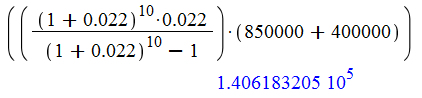 ( ( (1 + 0.022)^10·0.022 / (1 + 0.022)^10 − 1 ) · (850000 + 400000) )
1.406183205 10^5